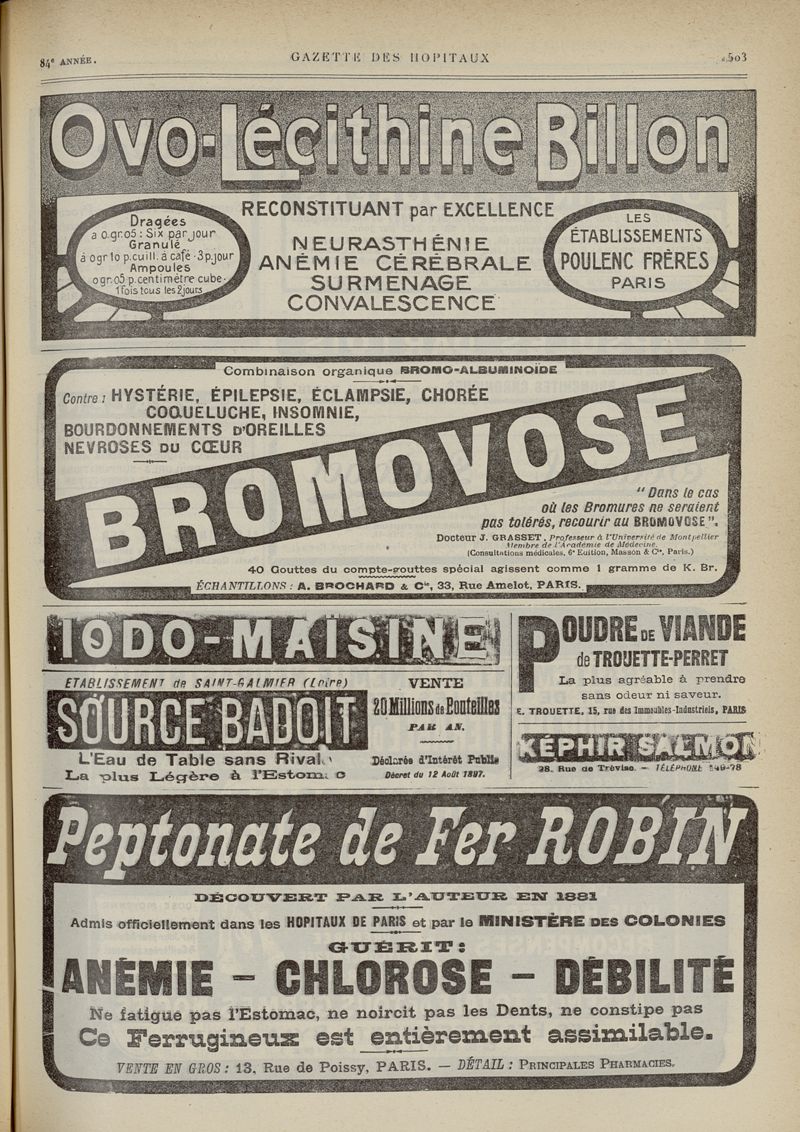 84e ANNÉE.
GAZETTE DES HOPITAUX
503
Ovo-Lécithine Billon
RECONSTITUANT par EXCELLENCE
Dragées
a 0.gr.05 : Six par jour
Granulé
à 0gr 10 p.cuill. à café - 3 p.jour
Ampoules
0gr.05 p.centimètre cube -
1 fois tous les 2 jours
NEURASTHÉNIE
ANÉMIE CÉRÉBRALE
SURMENAGE
CONVALESCENCE
LES
ÉTABLISSEMENTS
POULENC FRÈRES
PARIS
Combinaison organique BROMO-ALBUMINOÏDE
Contre : HYSTÉRIE, ÉPILEPSIE, ÉCLAMPSIE, CHORÉE
COQUELUCHE, INSOMNIE,
BOURDONNEMENTS D'OREILLES
NEVROSES DU CŒUR
BROMOVOSE
"Dans le cas
où les Bromures ne seraient
pas tolérés, recourir au BROMOVOSE".
Docteur J. GRASSET, Professeur à l'Université de Montpellier
Membre de l'Académie de Médecine.
(Consultations médicales, 6e Edition, Masson & Cie, Paris.)
40 Gouttes du compte-gouttes spécial agissent comme 1 gramme de K. Br.
ÉCHANTILLONS : A. BROCHARD & Cie, 33, Rue Amelot, PARIS.
IODO-MAÏSINE
ETABLISSEMENT de SAINT-GALMIER (Loire)
SOURCE BADOIT
L'Eau de Table sans Rival
La plus Légère à l'Estomac
VENTE
20 Millions de Bouteilles
PAR AN.
Déclarée d'Intérêt Public
Décret du 12 Août 1897.
POUDRE DE VIANDE
de TROUETTE-PERRET
La plus agréable à prendre
sans odeur ni saveur.
E. TROUETTE, 15, rue des Immeubles-Industriels, PARIS
KÉPHIR SALMON
28, Rue de Trévise. — TÉLÉPHONE 149-78
Peptonate de Fer ROBIN
DÉCOUVERT PAR L'AUTEUR EN 1881
Admis officiellement dans les HOPITAUX DE PARIS et par le MINISTÈRE DES COLONIES
GUÉRIT :
ANÉMIE - CHLOROSE - DÉBILITÉ
Ne fatigue pas l'Estomac, ne noircit pas les Dents, ne constipe pas
Ce Ferrugineux est entièrement assimilable.
VENTE EN GROS : 13, Rue de Poissy, PARIS. — DÉTAIL : PRINCIPALES PHARMACIES.